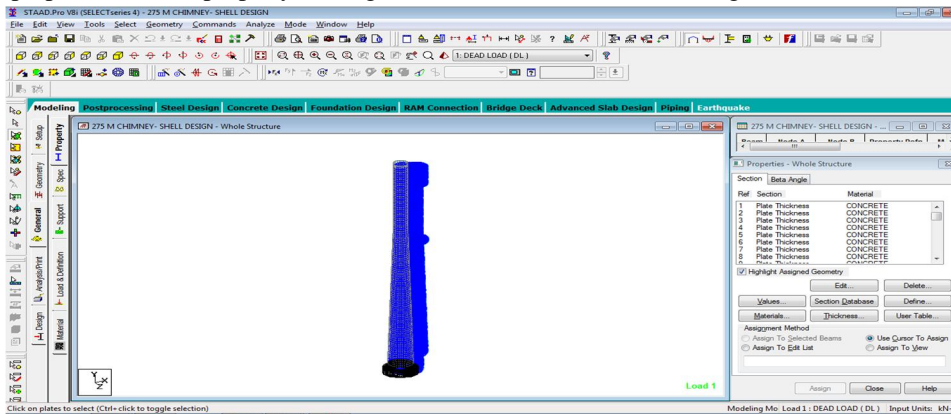 STAAD.Pro V8i (SELECTseries 4) - 275 M CHIMNEY- SHELL DESIGN
File Edit View Tools Select Geometry Commands Analyze Mode Window Help
1: DEAD LOAD ( DL )
Modeling Postprocessing Steel Design Concrete Design Foundation Design RAM Connection Bridge Deck Advanced Slab Design Piping Earthquake
Setup
Geometry
General
Analysis/Print
Design
Property
Spec
Support
Load & Definition
Material
275 M CHIMNEY- SHELL DESIGN - Whole Structure
Y
X
Z
Load 1
275 M CHIMNEY- SHELL DESIGN - ...
Properties - Whole Structure
Section Beta Angle
Ref Section Material
1 Plate Thickness CONCRETE
2 Plate Thickness CONCRETE
3 Plate Thickness CONCRETE
4 Plate Thickness CONCRETE
5 Plate Thickness CONCRETE
6 Plate Thickness CONCRETE
7 Plate Thickness CONCRETE
8 Plate Thickness CONCRETE
Highlight Assigned Geometry
Edit... Delete...
Values... Section Database Define...
Materials... Thickness... User Table...
Assignment Method
Assign To Selected Beams Use Cursor To Assign
Assign To Edit List Assign To View
Assign Close Help
Click on plates to select (Ctrl+click to toggle selection)
Modeling Mo Load 1 : DEAD LOAD ( DL ) Input Units: kN-